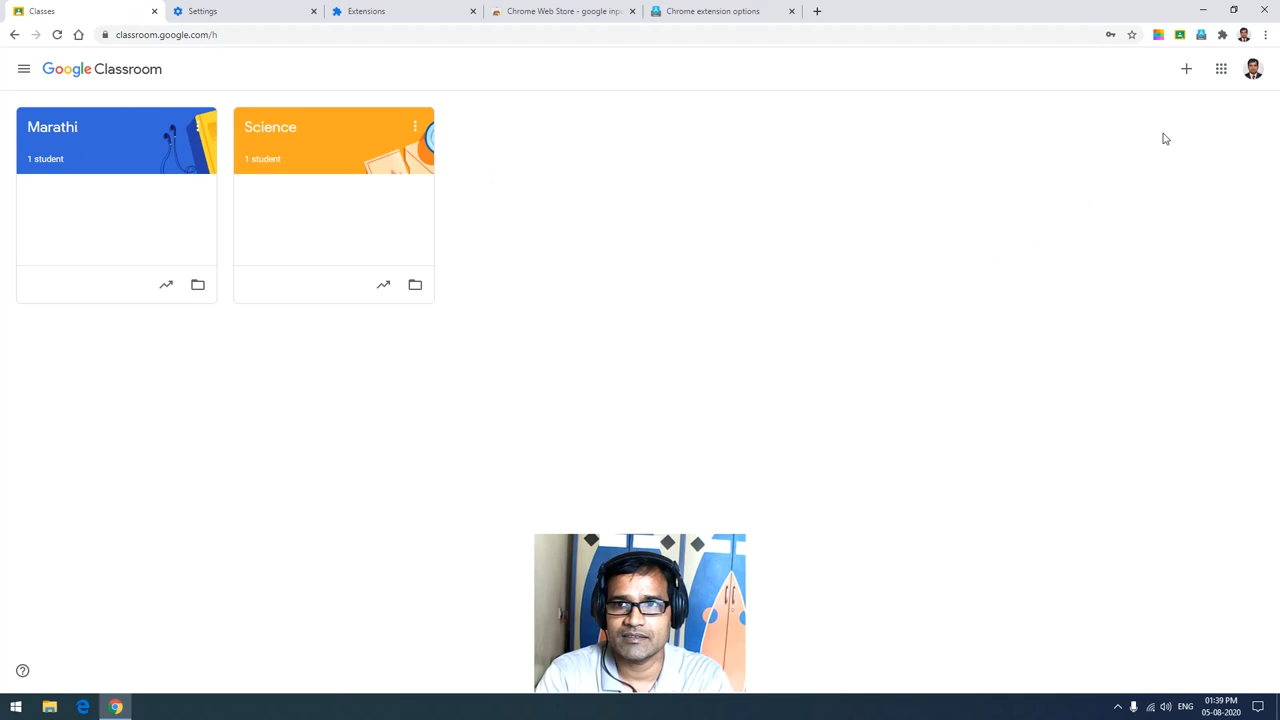 Classes
Settings
Extensions
Chrome Web Store - google inpu
Chrome extension options
classroom.google.com/h
Google Classroom
Marathi
1 student
Science
1 student
ENG
01:39 PM
05-08-2020